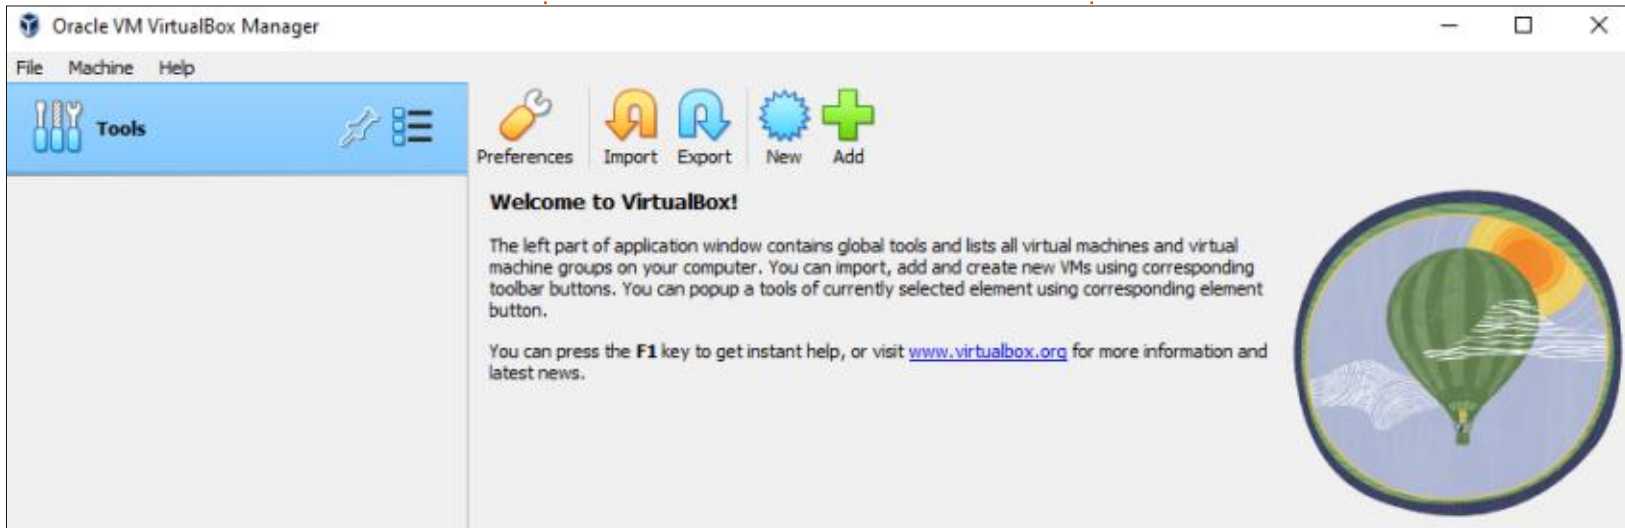 Oracle VM VirtualBox Manager
File Machine Help
Tools
Preferences Import Export New Add
Welcome to VirtualBox!
The left part of application window contains global tools and lists all virtual machines and virtual
machine groups on your computer. You can import, add and create new VMs using corresponding
toolbar buttons. You can popup a tools of currently selected element using corresponding element
button.
You can press the F1 key to get instant help, or visit www.virtualbox.org for more information and
latest news.